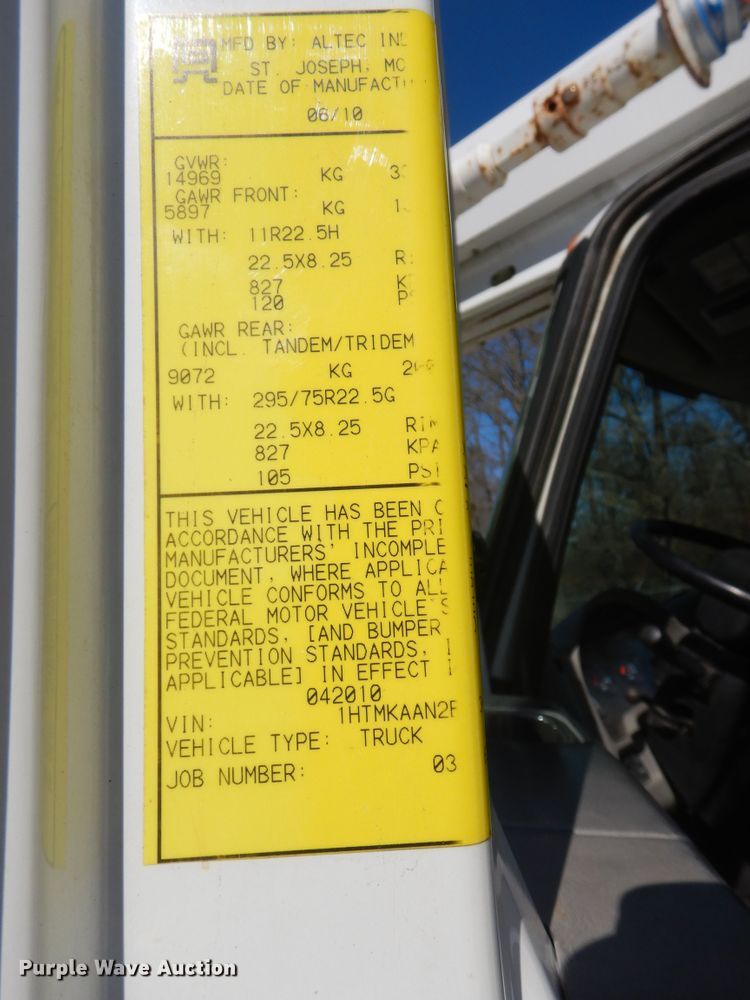 MFD BY: ALTEC
ST. JOSEPH,
DATE OF
06/10
GVWR:
14969 KG
GAWR FRONT:
5897 KG
WITH: 11R22.5H
22.5X8.25
827
120
GAWR REAR:
(INCL. TANDEM/TRIDEM
9072 KG
WITH: 295/75R22.5G
22.5X8.25
827 KPA
105 PSI
THIS VEHICLE HAS BEEN
ACCORDANCE WITH THE
MANUFACTURERS' INCOMPLE
DOCUMENT, WHERE APPLICA
VEHICLE CONFORMS TO ALL
FEDERAL MOTOR VEHICLE
STANDARDS, [AND BUMPER
PREVENTION STANDARDS,
APPLICABLE] IN EFFECT
042010
VIN: 1HTMKAAN2
VEHICLE TYPE: TRUCK
JOB NUMBER: 03
Purple Wave Auction